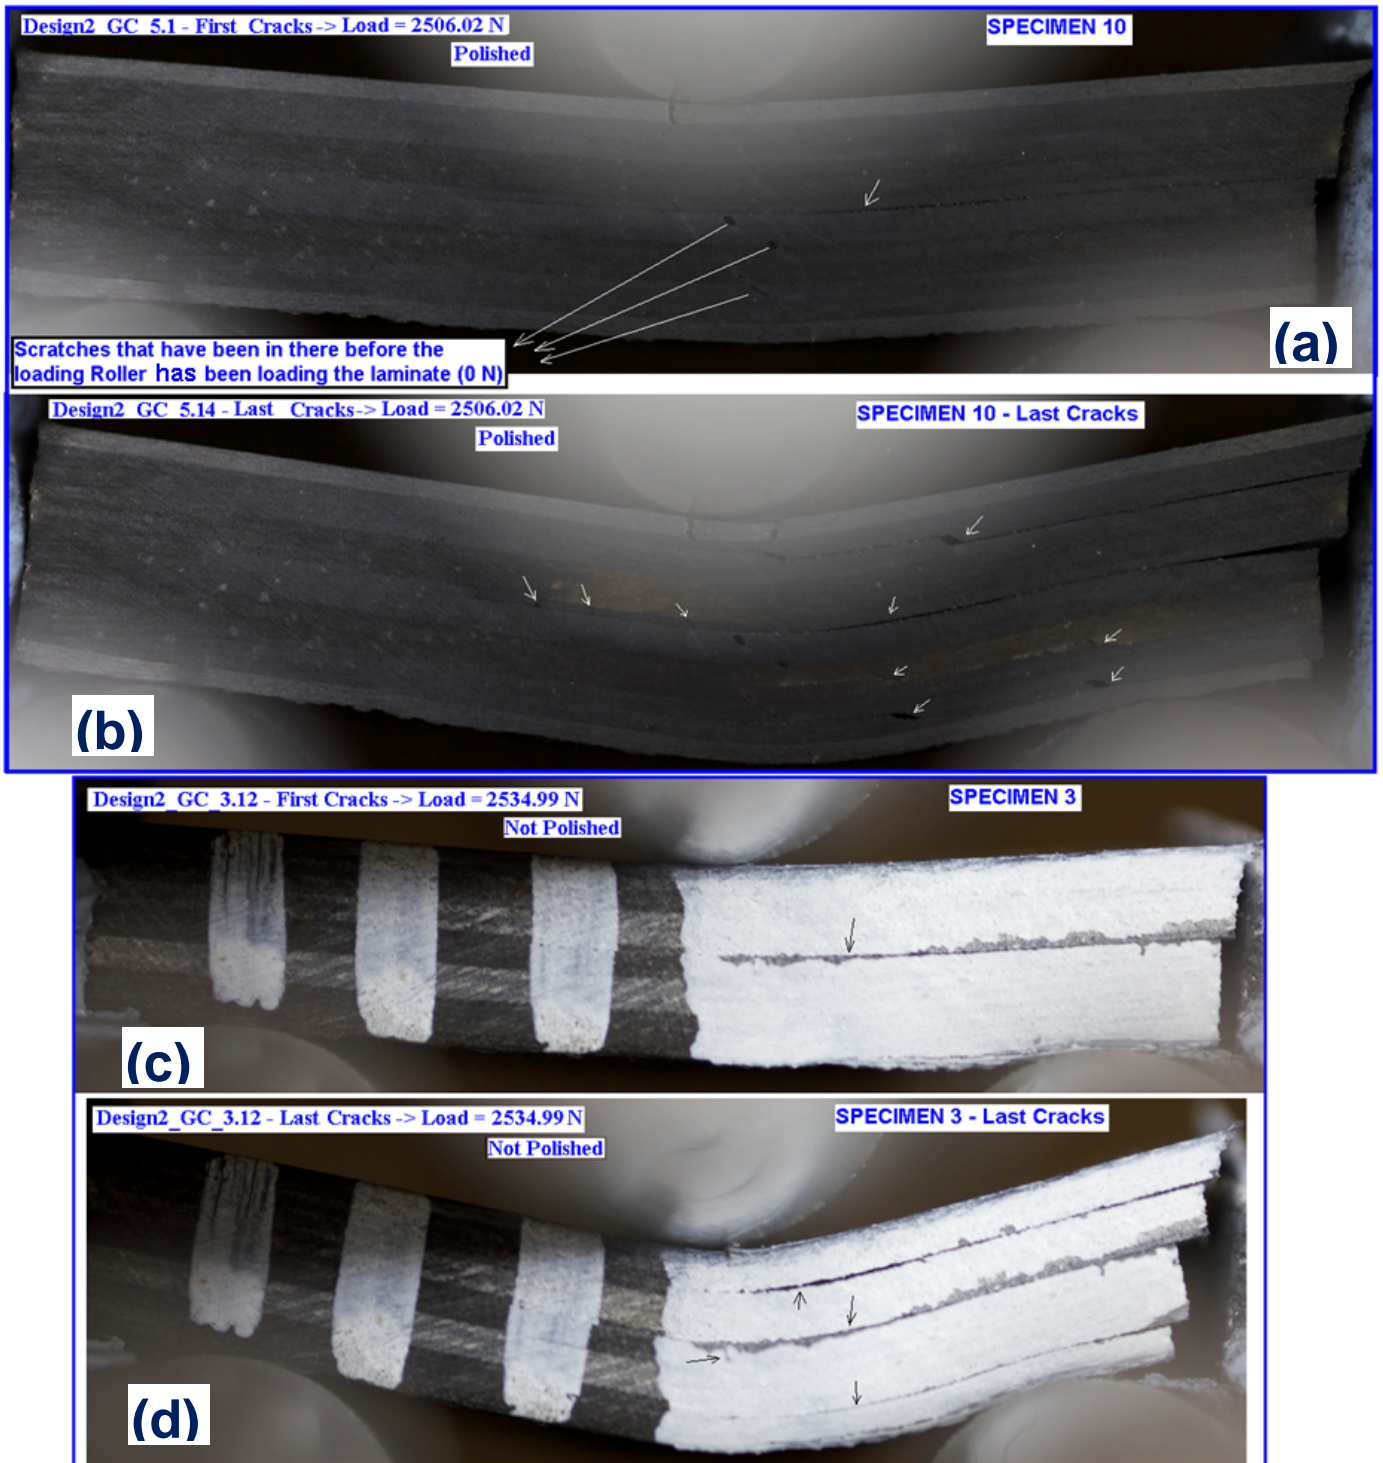 Design2_GC_5.1 - First Cracks -> Load = 2506.02 N
SPECIMEN 10
Polished
Scratches that have been in there before the
loading Roller has been loading the laminate (0 N)
(a)
Design2_GC_5.14 - Last Cracks-> Load = 2506.02 N
SPECIMEN 10 - Last Cracks
Polished
(b)
Design2_GC_3.12 - First Cracks -> Load = 2534.99 N
SPECIMEN 3
Not Polished
(c)
Design2_GC_3.12 - Last Cracks -> Load = 2534.99 N
SPECIMEN 3 - Last Cracks
Not Polished
(d)